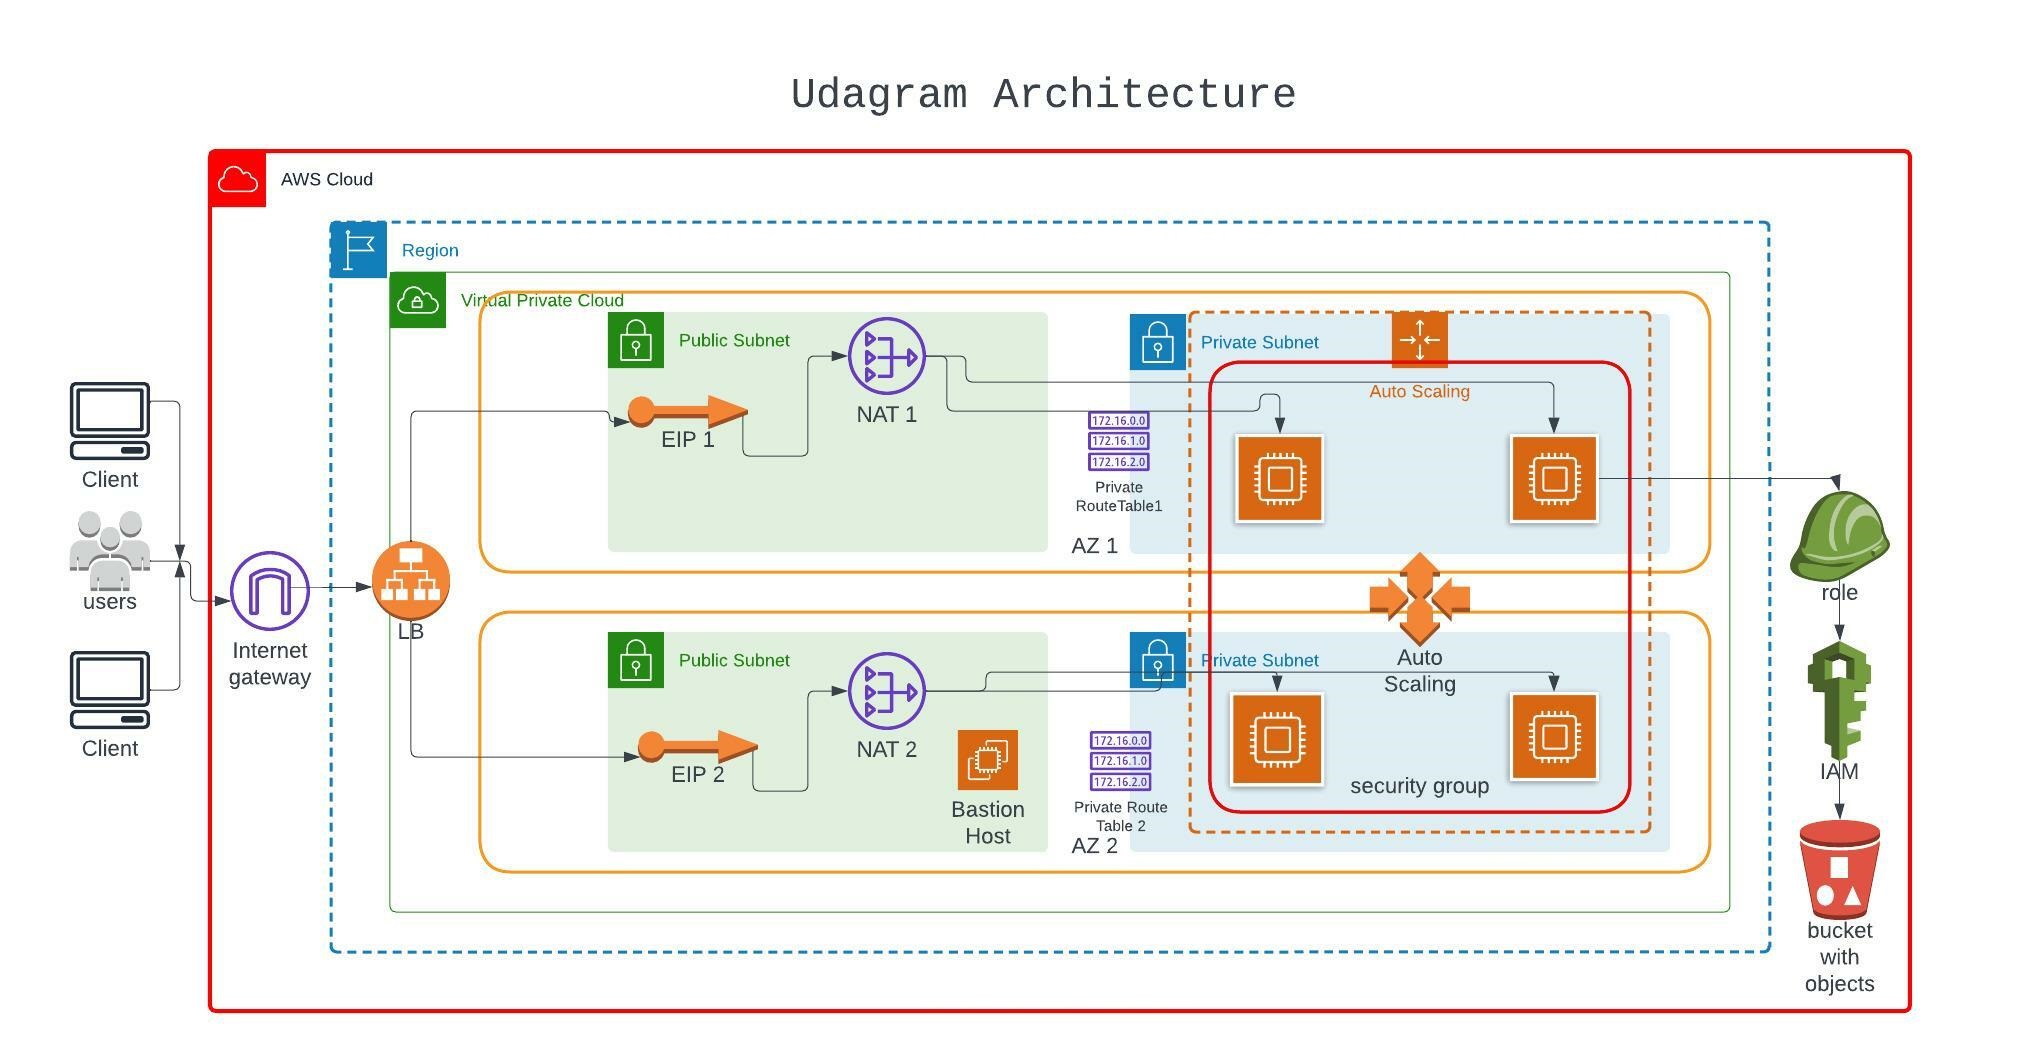 Udagram Architecture
AWS Cloud
Region
Virtual Private Cloud
Public Subnet
NAT 1
EIP 1
172.16.0.0
172.16.1.0
172.16.2.0
Private
RouteTable1
AZ 1
Private Subnet
Auto Scaling
Client
users
Client
Internet
gateway
LB
Public Subnet
NAT 2
EIP 2
Bastion
Host
172.16.0.0
172.16.1.0
172.16.2.0
Private Route
Table 2
AZ 2
Private Subnet
Auto
Scaling
security group
role
IAM
bucket
with
objects